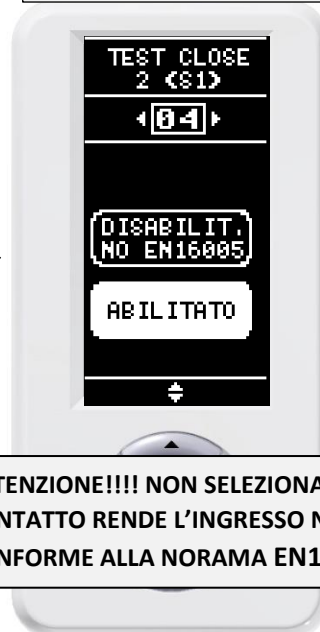 TEST CLOSE
2 (S1)
04
DISABILIT.
NO EN16005
ABILITATO
TENZIONE!!!! NON SELEZIONA
NTATTO RENDE L'INGRESSO N
NFORME ALLA NORAMA EN1